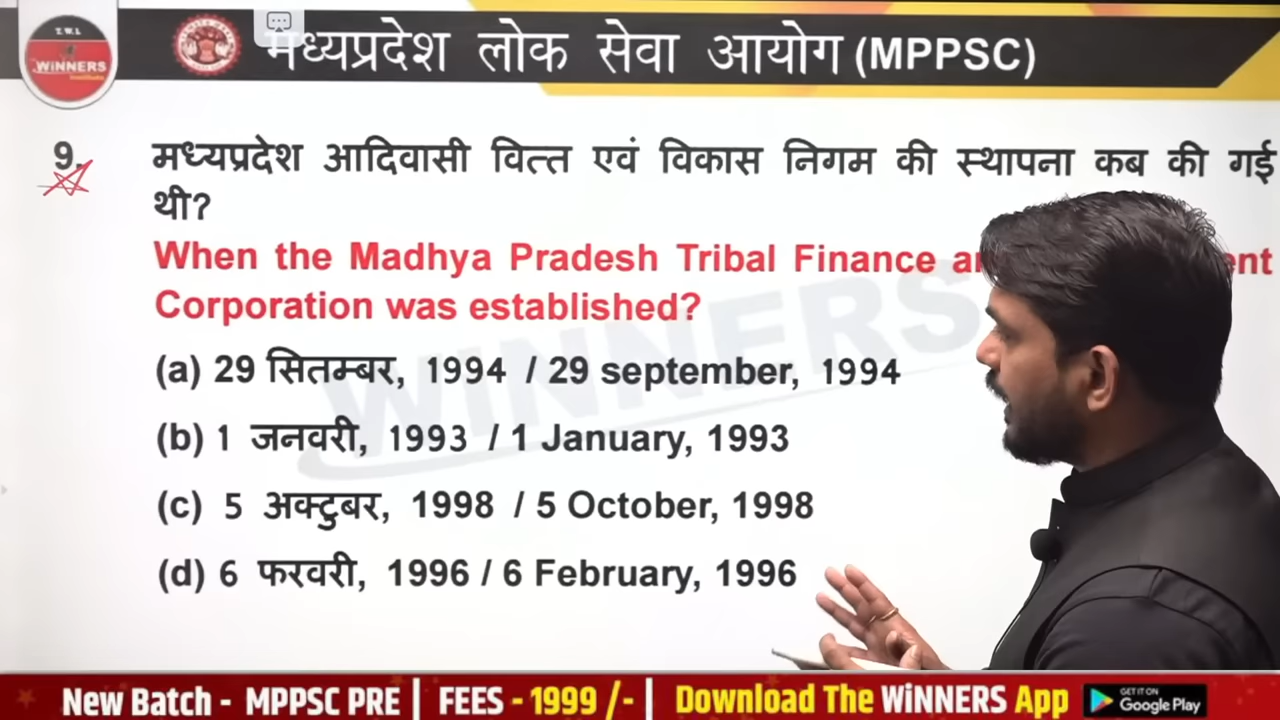 T.W.I.
WiNNERS
institute
मध्यप्रदेश लोक सेवा आयोग (MPPSC)
9. मध्यप्रदेश आदिवासी वित्त एवं विकास निगम की स्थापना कब की गई
थी?
When the Madhya Pradesh Tribal Finance
Corporation was established?
(a) 29 सितम्बर, 1994 / 29 september, 1994
(b) 1 जनवरी, 1993 / 1 January, 1993
(c) 5 अक्टुबर, 1998 / 5 October, 1998
(d) 6 फरवरी, 1996 / 6 February, 1996
WINNERS
New Batch - MPPSC PRE | FEES - 1999 /- | Download The WiNNERS App
GET IT ON
Google Play